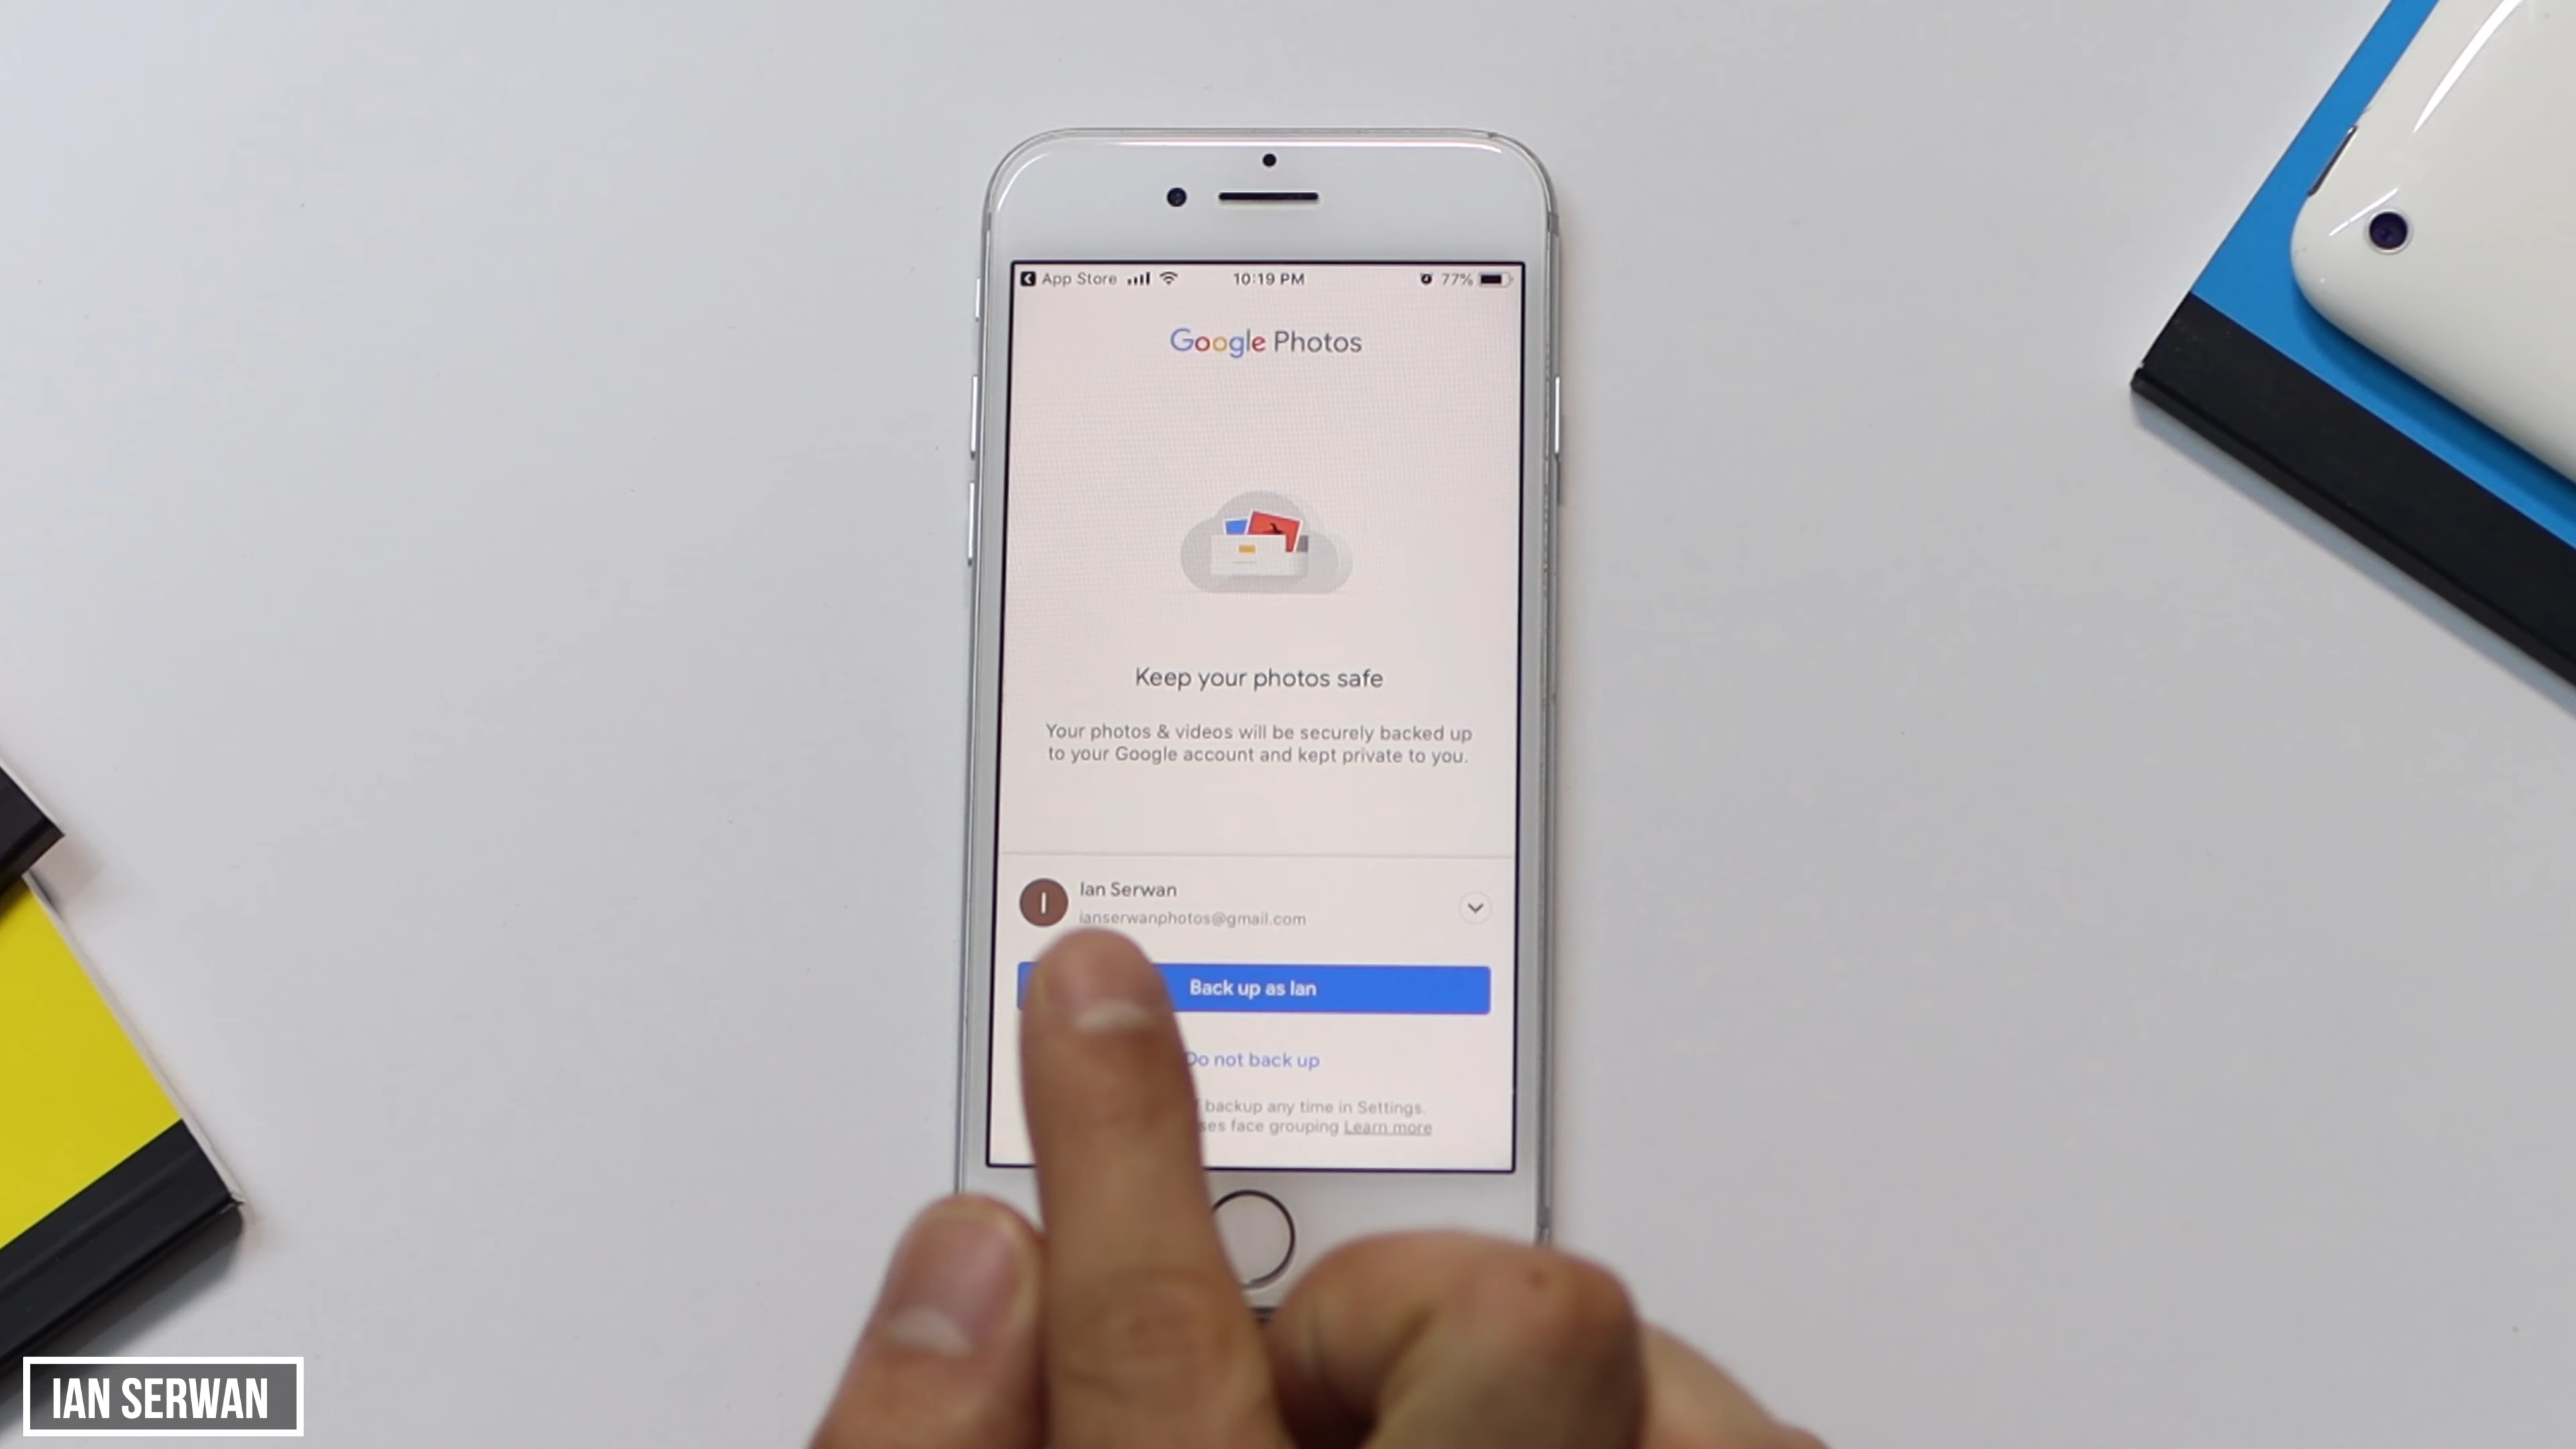 App Store
10:19 PM
77%
Google Photos
Keep your photos safe
Your photos & videos will be securely backed up
to your Google account and kept private to you.
I
Ian Serwan
ianserwanphotos@gmail.com
Back up as Ian
Do not back up
backup any time in Settings.
face grouping Learn more
IAN SERWAN